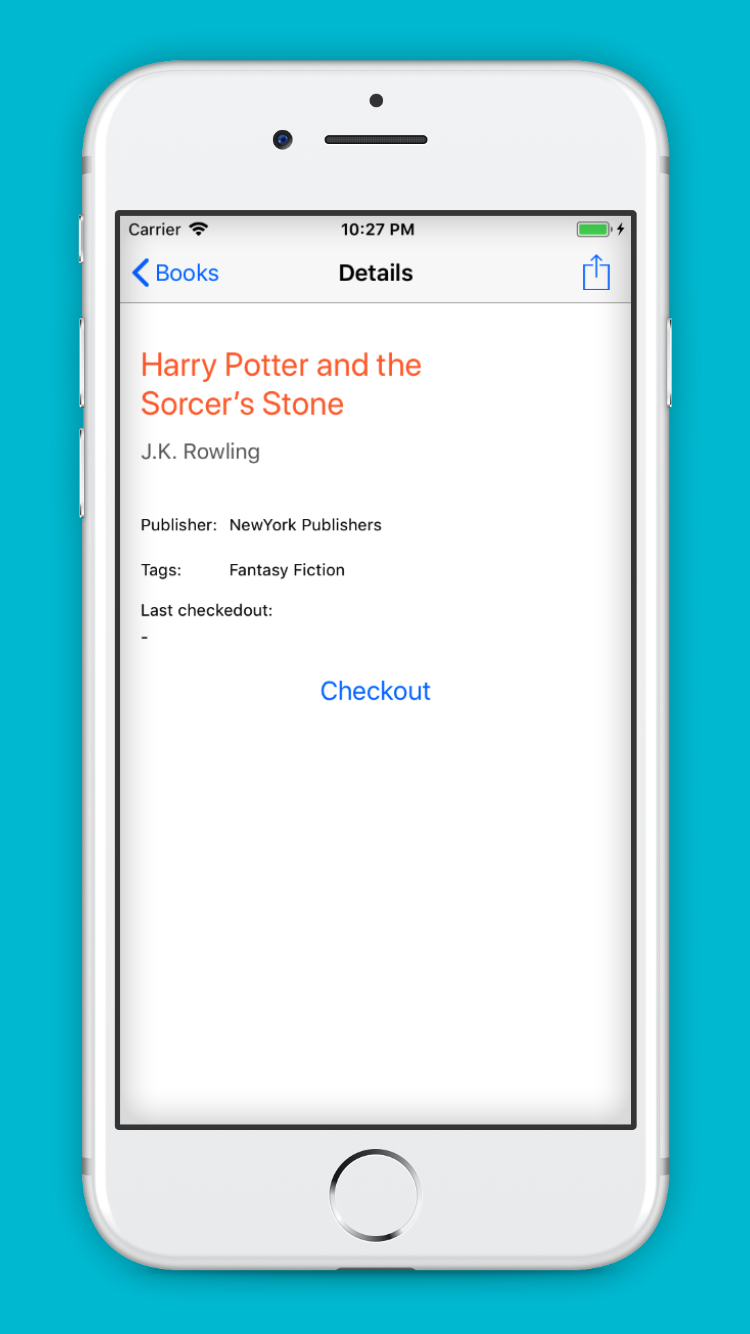 Carrier 10:27 PM
Books Details
Harry Potter and the
Sorcer’s Stone
J.K. Rowling
Publisher: NewYork Publishers
Tags: Fantasy Fiction
Last checkedout:
-
Checkout